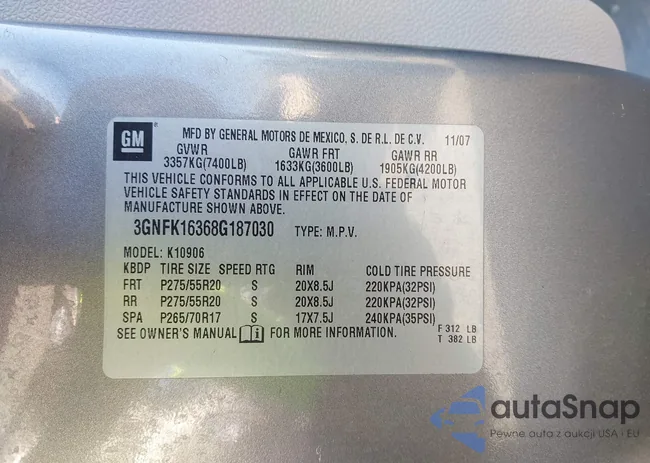 GM
MFD BY GENERAL MOTORS DE MEXICO, S. DE R.L. DE C.V. 11/07
GVWR GAWR FRT GAWR RR
3357KG(7400LB) 1633KG(3600LB) 1905KG(4200LB)
THIS VEHICLE CONFORMS TO ALL APPLICABLE U.S. FEDERAL MOTOR
VEHICLE SAFETY STANDARDS IN EFFECT ON THE DATE OF
MANUFACTURE SHOWN ABOVE.
3GNFK16368G187030 TYPE: M.P.V.
MODEL: K10906
KBDP TIRE SIZE SPEED RTG RIM COLD TIRE PRESSURE
FRT P275/55R20 S 20X8.5J 220KPA(32PSI)
RR P275/55R20 S 20X8.5J 220KPA(32PSI)
SPA P265/70R17 S 17X7.5J 240KPA(35PSI)
SEE OWNER'S MANUAL FOR MORE INFORMATION.
F 312 LB
T 382 LB
autaSnap
Pewne auta z aukcji USA i EU